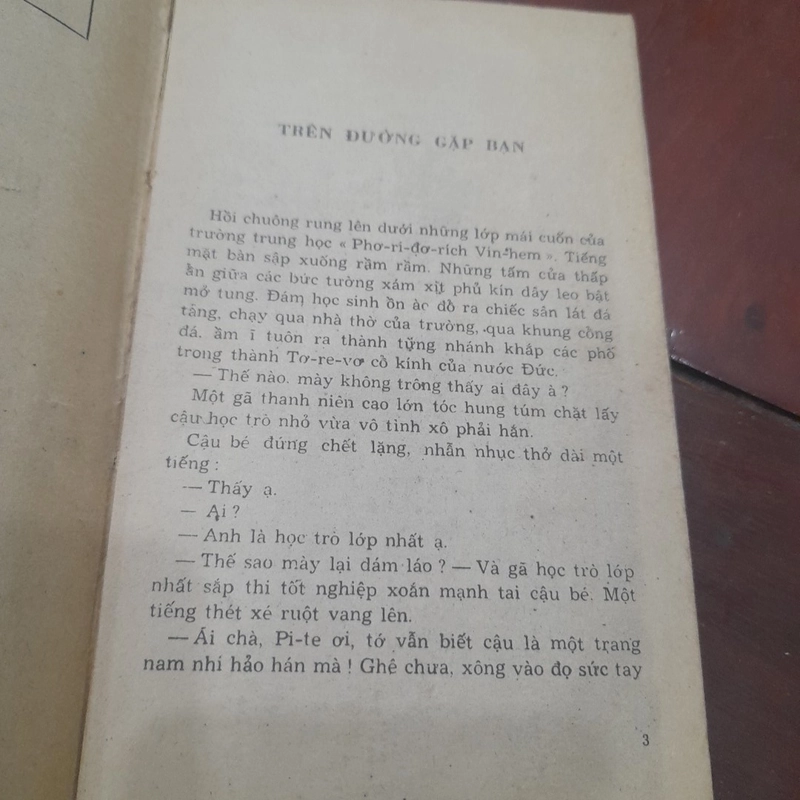 TRÊN ĐƯỜNG GẶP BẠN
Hồi chuông rung lên dưới những lớp mái cuốn của
trường trung học « Phơ-ri-đơ-rích Vin-hem ». Tiếng
mặt bàn sập xuống rầm rầm. Những tấm cửa thấp
ẩn giữa các bức tường xám xịt phủ kín dây leo bật
mở tung. Đám học sinh ồn ào đổ ra chiếc sân lát đá
tảng, chạy qua nhà thờ của trường, qua khung cổng
đá, ầm ĩ tuôn ra thành từng nhánh khắp các phố
trong thành Tơ-re-vơ cổ kính của nước Đức.
— Thế nào. mày không trông thấy ai đây à ?
Một gã thanh niên cao lớn tóc hung túm chặt lấy
cậu học trò nhỏ vừa vô tình xô phải hắn.
Cậu bé đứng chết lặng, nhẫn nhục thở dài một
tiếng :
— Thấy ạ.
— Ai ?
— Anh là học trò lớp nhất ạ.
— Thế sao mày lại dám láo ? — Và gã học trò lớp
nhất sắp thi tốt nghiệp xoắn mạnh tai cậu bé. Một
tiếng thét xé ruột vang lên.
— Ái chà, Pi-te ơi, tớ vẫn biết cậu là một trang
nam nhi hảo hán mà ! Ghê chưa, xông vào đọ sức tay
3